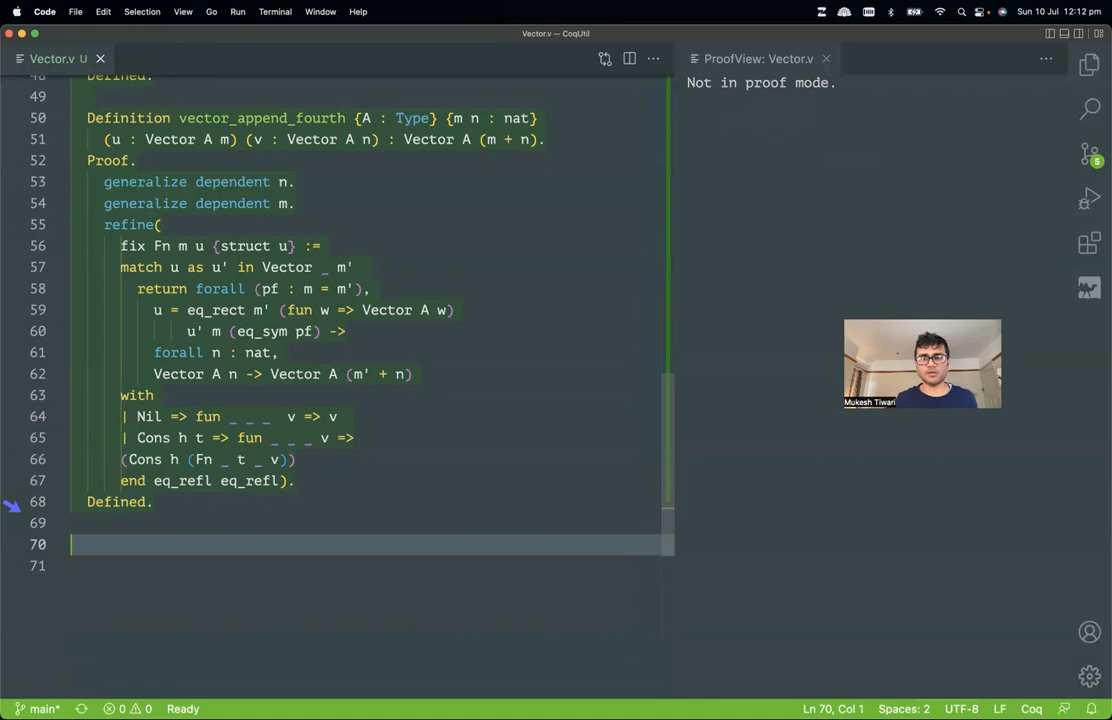 Code File Edit Selection View Go Run Terminal Window Help Sun 10 Jul 12:12 pm
Vector.v — CoqUtil
Vector.v U
ProofView: Vector.v
Not in proof mode.
48 Defined.
49
50 Definition vector_append_fourth {A : Type} {m n : nat}
51 (u : Vector A m) (v : Vector A n) : Vector A (m + n).
52 Proof.
53 generalize dependent n.
54 generalize dependent m.
55 refine(
56 fix Fn m u {struct u} :=
57 match u as u' in Vector _ m'
58 return forall (pf : m = m'),
59 u = eq_rect m' (fun w => Vector A w)
60 u' m (eq_sym pf) ->
61 forall n : nat,
62 Vector A n -> Vector A (m' + n)
63 with
64 | Nil => fun _ _ _ v => v
65 | Cons h t => fun _ _ _ v =>
66 (Cons h (Fn _ t _ v))
67 end eq_refl eq_refl).
68 Defined.
69
70
71
5
Mukesh Tiwari
main* 0 0 Ready Ln 70, Col 1 Spaces: 2 UTF-8 LF Coq